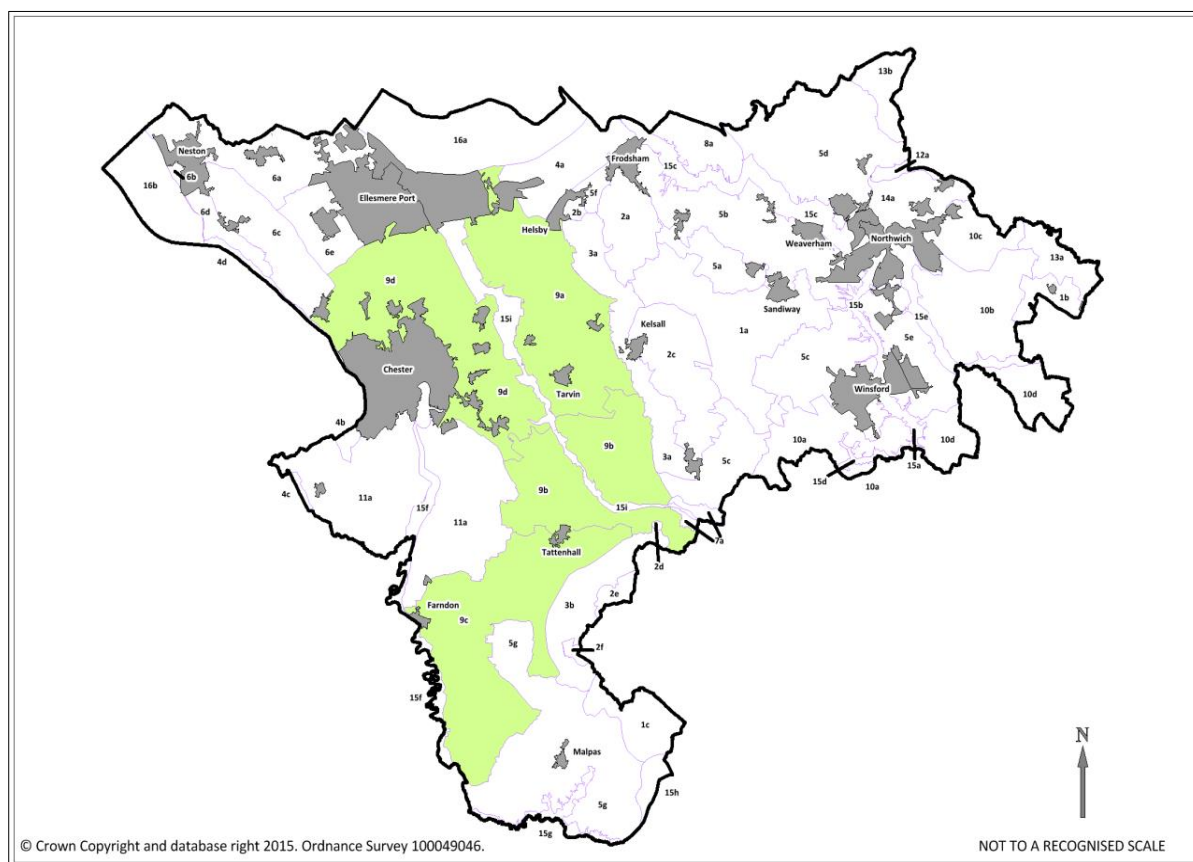 13b
16a
8a
12a
5d
Neston
6a
4a
Frodsham
15c
6b
16b
Ellesmere Port
5f
2b
14a
6d
6c
2a
5b
15c
Helsby
Weaverham
Northwich
10c
6e
4d
3a
13a
5a
9d
9a
1b
15i
Sandiway
15b
15e
10b
Kelsall
1a
5e
2c
5c
Chester
Winsford
9d
Tarvin
10d
4b
9b
10a
10d
3a
5c
9b
15a
4c
15d
10a
11a
15f
11a
15i
7a
Tattenhall
2d
2e
Farndon
3b
9c
5g
2f
15f
1c
N
Malpas
15h
5g
15g
© Crown Copyright and database right 2015. Ordnance Survey 100049046.
NOT TO A RECOGNISED SCALE